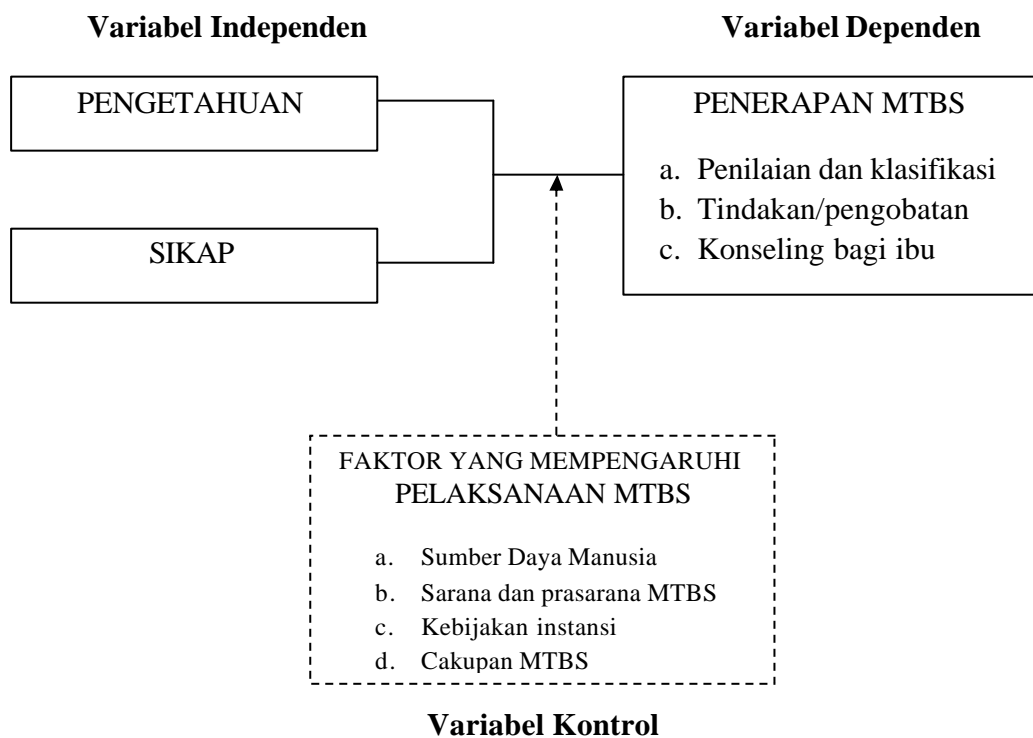 Variabel Independen
Variabel Dependen
PENGETAHUAN
SIKAP
PENERAPAN MTBS
a. Penilaian dan klasifikasi
b. Tindakan/pengobatan
c. Konseling bagi ibu
FAKTOR YANG MEMPENGARUHI
PELAKSANAAN MTBS
a. Sumber Daya Manusia
b. Sarana dan prasarana MTBS
c. Kebijakan instansi
d. Cakupan MTBS
Variabel Kontrol